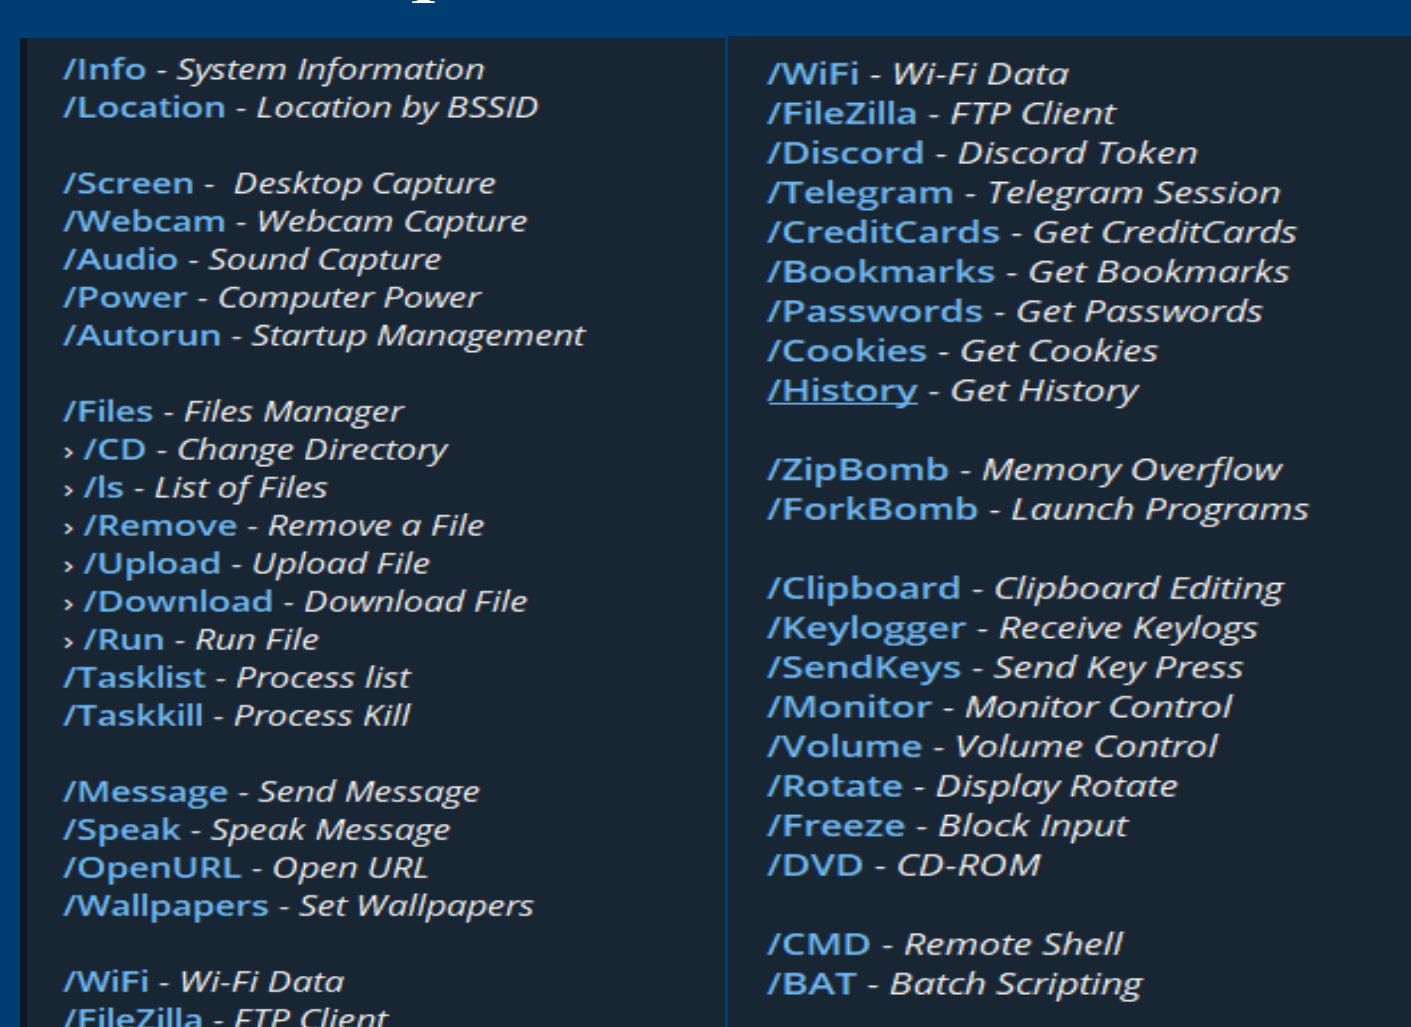 /Info - System Information
/Location - Location by BSSID
/Screen - Desktop Capture
/Webcam - Webcam Capture
/Audio - Sound Capture
/Power - Computer Power
/Autorun - Startup Management
/Files - Files Manager
› /CD - Change Directory
› /ls - List of Files
› /Remove - Remove a File
› /Upload - Upload File
› /Download - Download File
› /Run - Run File
/Tasklist - Process list
/Taskkill - Process Kill
/Message - Send Message
/Speak - Speak Message
/OpenURL - Open URL
/Wallpapers - Set Wallpapers
/WiFi - Wi-Fi Data
/FileZilla - FTP Client
/WiFi - Wi-Fi Data
/FileZilla - FTP Client
/Discord - Discord Token
/Telegram - Telegram Session
/CreditCards - Get CreditCards
/Bookmarks - Get Bookmarks
/Passwords - Get Passwords
/Cookies - Get Cookies
/History - Get History
/ZipBomb - Memory Overflow
/ForkBomb - Launch Programs
/Clipboard - Clipboard Editing
/Keylogger - Receive Keylogs
/SendKeys - Send Key Press
/Monitor - Monitor Control
/Volume - Volume Control
/Rotate - Display Rotate
/Freeze - Block Input
/DVD - CD-ROM
/CMD - Remote Shell
/BAT - Batch Scripting